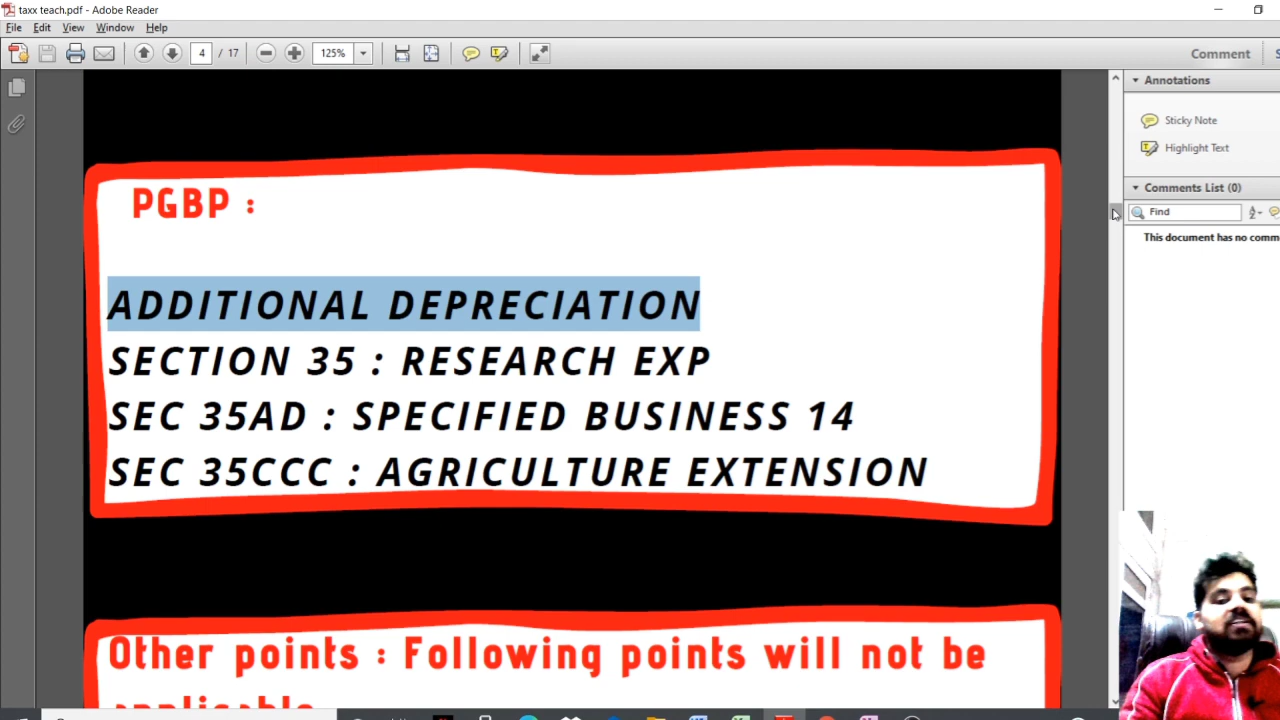 taxx teach.pdf - Adobe Reader
File Edit View Window Help
4 / 17 125% Comment
Annotations
Sticky Note
Highlight Text
Comments List (0)
Find
This document has no comm
PGBP :
ADDITIONAL DEPRECIATION
SECTION 35 : RESEARCH EXP
SEC 35AD : SPECIFIED BUSINESS 14
SEC 35CCC : AGRICULTURE EXTENSION
Other points : Following points will not be